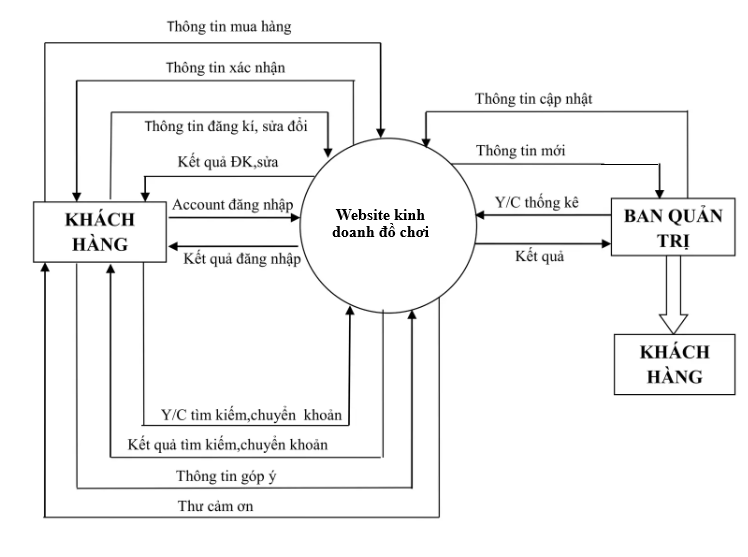 Thông tin mua hàng
Thông tin xác nhận
Thông tin đăng kí, sửa đổi
Kết quả ĐK,sửa
Account đăng nhập
Kết quả đăng nhập
KHÁCH
HÀNG
Website kinh
doanh đồ chơi
Thông tin cập nhật
Thông tin mới
Y/C thống kê
Kết quả
BAN QUẢN
TRỊ
KHÁCH
HÀNG
Y/C tìm kiếm,chuyển khoản
Kết quả tìm kiếm,chuyển khoản
Thông tin góp ý
Thư cảm ơn